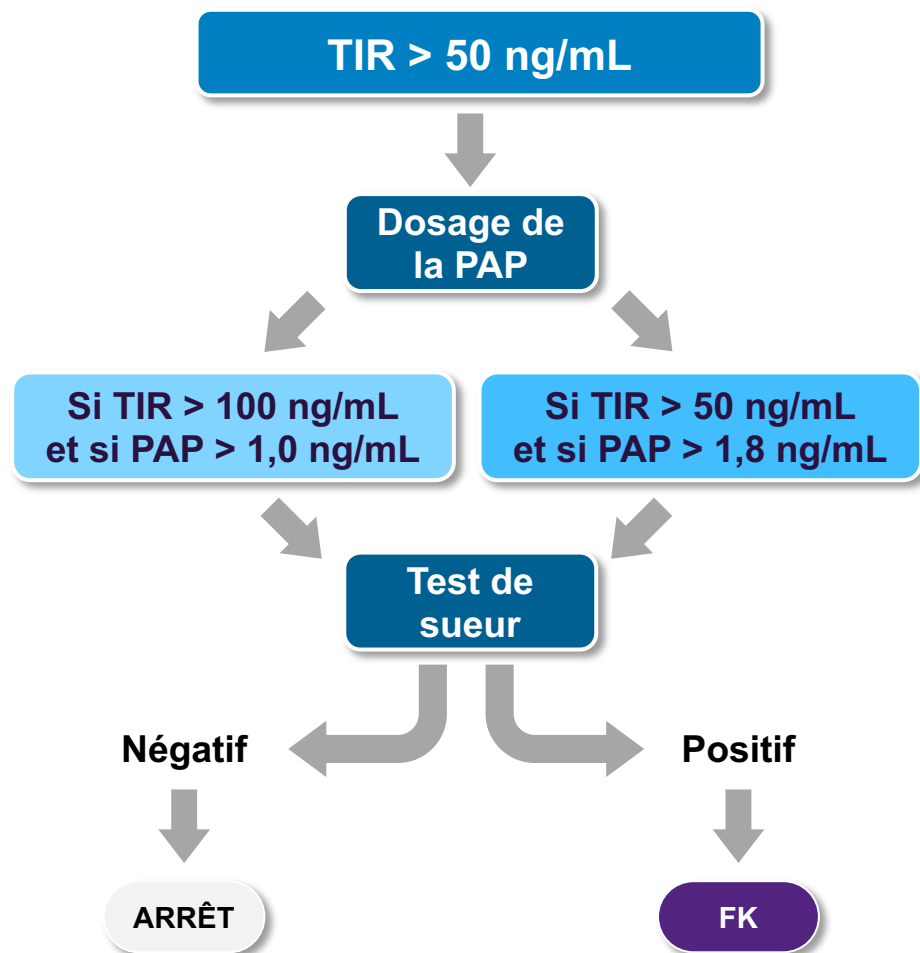 TIR > 50 ng/mL
Dosage de
la PAP
Si TIR > 100 ng/mL
et si PAP > 1,0 ng/mL
Si TIR > 50 ng/mL
et si PAP > 1,8 ng/mL
Test de
sueur
Négatif
Positif
ARRÊT
FK